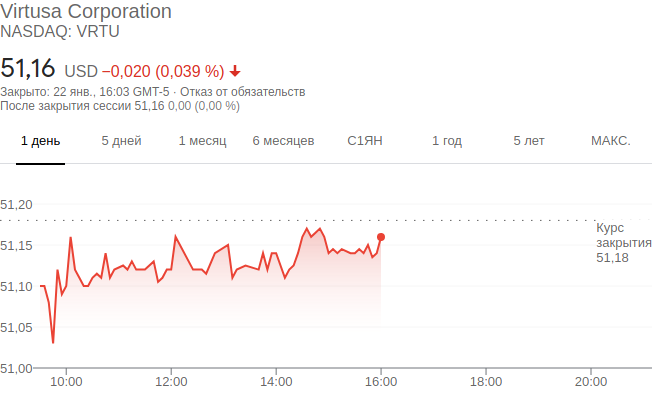 Virtusa Corporation
NASDAQ: VRTU
51,16 USD −0,020 (0,039 %)
Закрыто: 22 янв., 16:03 GMT-5 · Отказ от обязательств
После закрытия сессии 51,16 0,00 (0,00 %)
1 день 5 дней 1 месяц 6 месяцев С1ЯН 1 год 5 лет МАКС.
51,20
Курс
закрытия
51,18
51,15
51,10
51,05
51,00
10:00 12:00 14:00 16:00 18:00 20:00